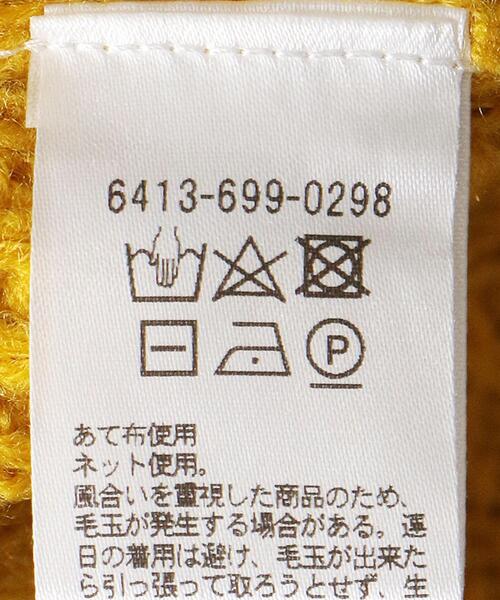 6413-699-0298
P
あて布使用
ネット使用。
風合いを重視した商品のため、
毛玉が発生する場合がある。連
日の着用は避け、毛玉が出来た
ら引っ張って取ろうとせず、生